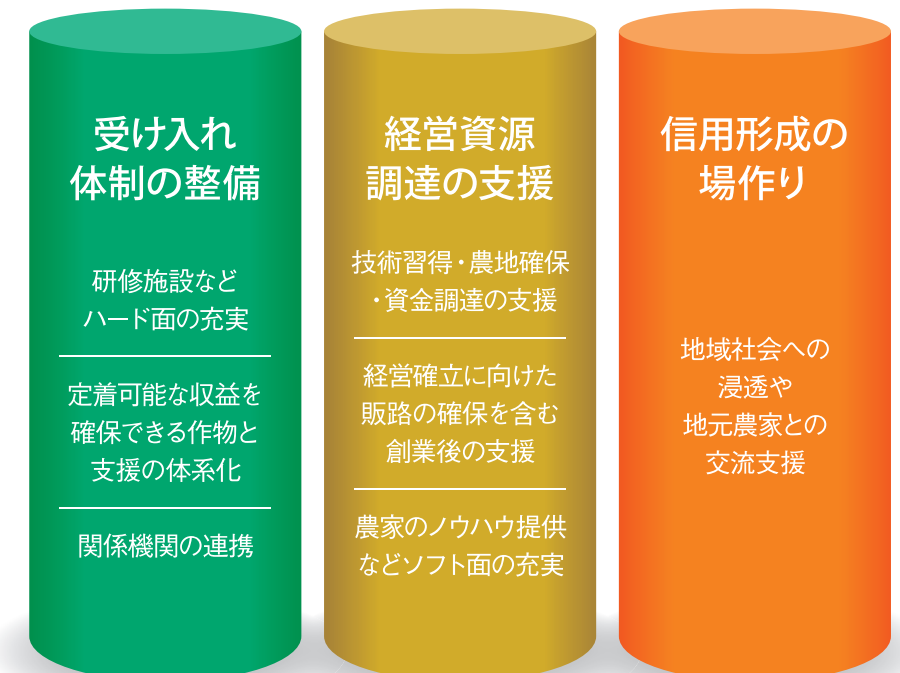 受け入れ
体制の整備
研修施設など
ハード面の充実
定着可能な収益を
確保できる作物と
支援の体系化
関係機関の連携
経営資源
調達の支援
技術習得・農地確保
・資金調達の支援
経営確立に向けた
販路の確保を含む
創業後の支援
農家のノウハウ提供
などソフト面の充実
信用形成の
場作り
地域社会への
浸透や
地元農家との
交流支援